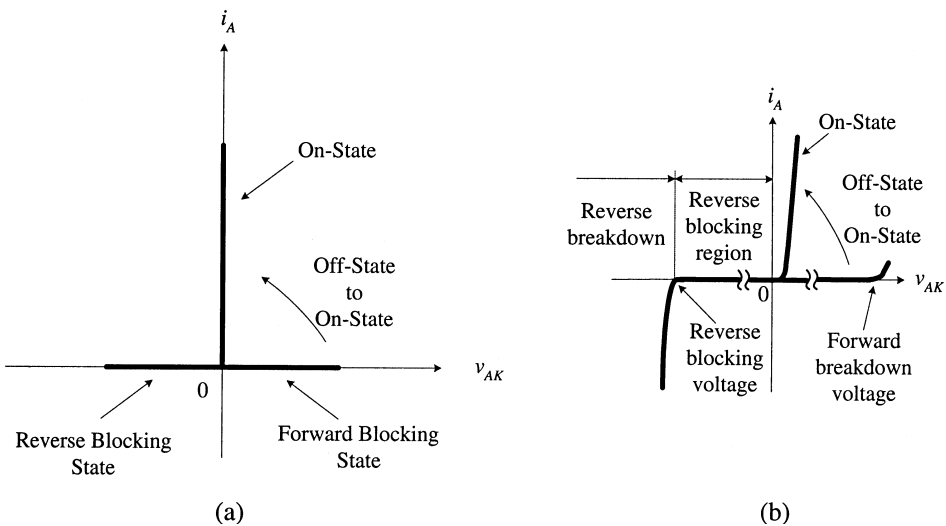 i_A
On-State
Off-State
to
On-State
v_AK
0
Reverse Blocking
State
Forward Blocking
State
(a)
i_A
On-State
Off-State
to
On-State
Reverse
breakdown
Reverse
blocking
region
v_AK
0
Reverse
blocking
voltage
Forward
breakdown
voltage
(b)